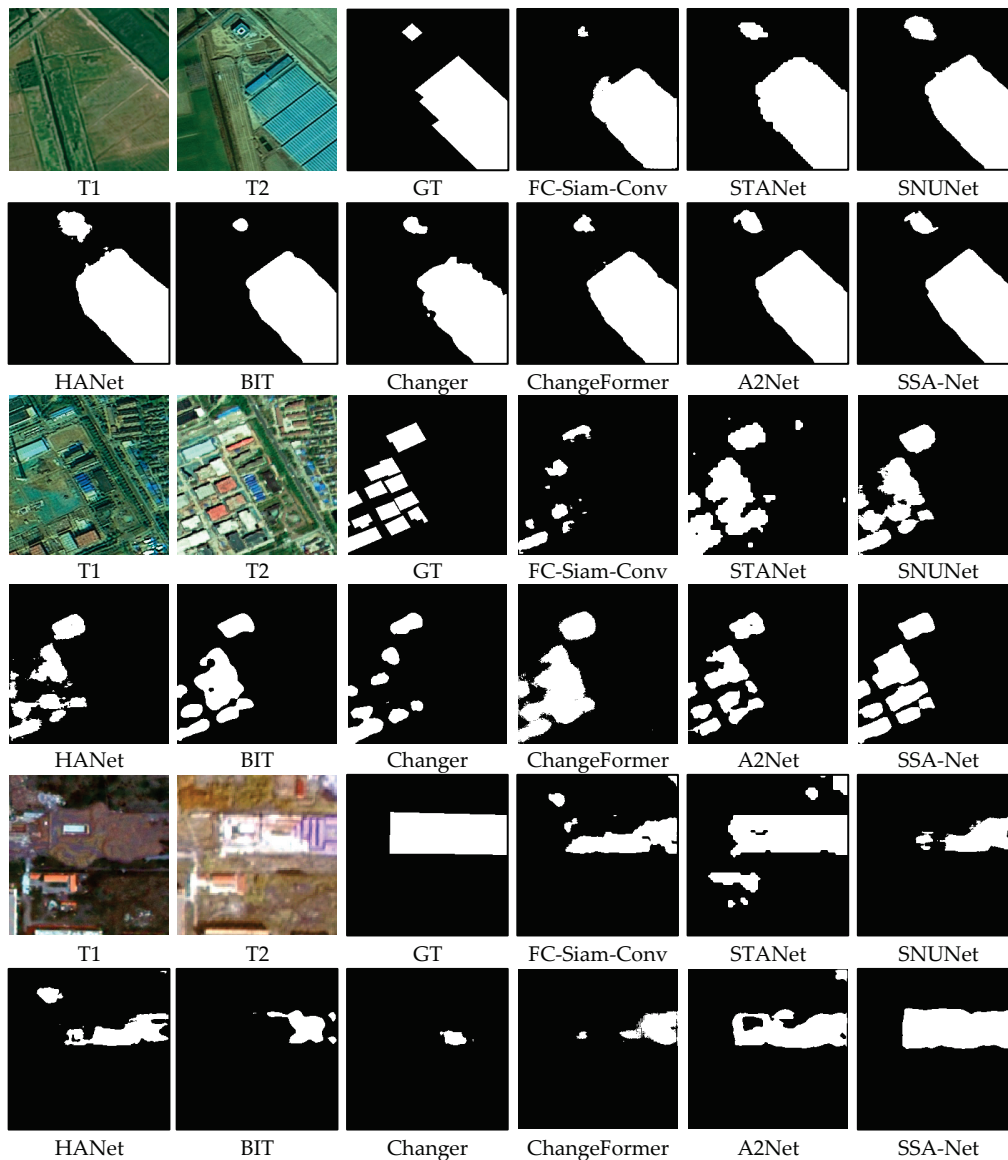 T1 T2 GT FC-Siam-Conv STANet SNUNet
HANet BIT Changer ChangeFormer A2Net SSA-Net
T1 T2 GT FC-Siam-Conv STANet SNUNet
HANet BIT Changer ChangeFormer A2Net SSA-Net
T1 T2 GT FC-Siam-Conv STANet SNUNet
HANet BIT Changer ChangeFormer A2Net SSA-Net